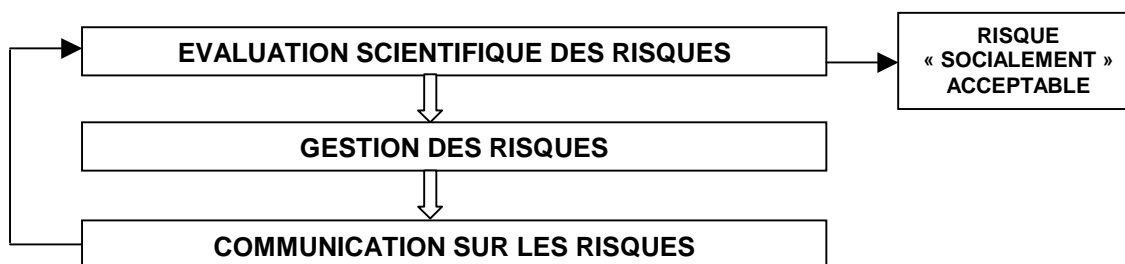 EVALUATION SCIENTIFIQUE DES RISQUES
RISQUE
« SOCIALEMENT »
ACCEPTABLE
GESTION DES RISQUES
COMMUNICATION SUR LES RISQUES